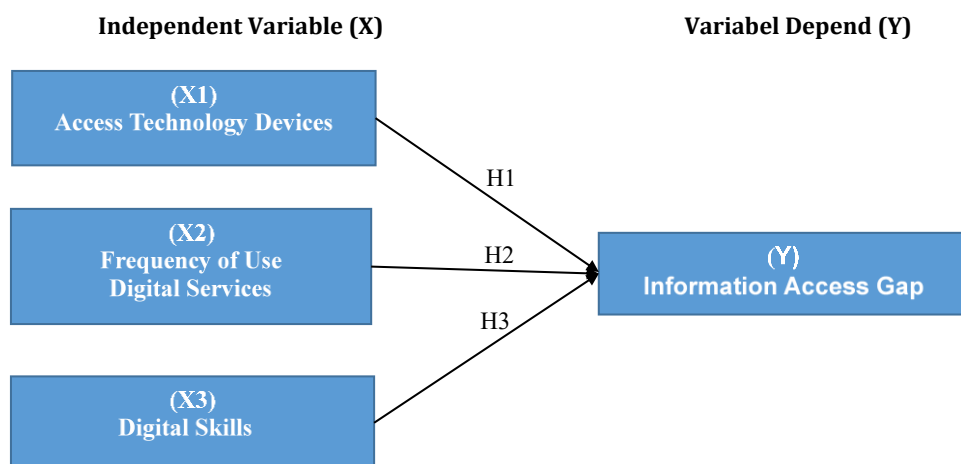 Independent Variable (X)
Variabel Depend (Y)
(X1)
Access Technology Devices
H1
(X2)
Frequency of Use
Digital Services
H2
(Y)
Information Access Gap
H3
(X3)
Digital Skills